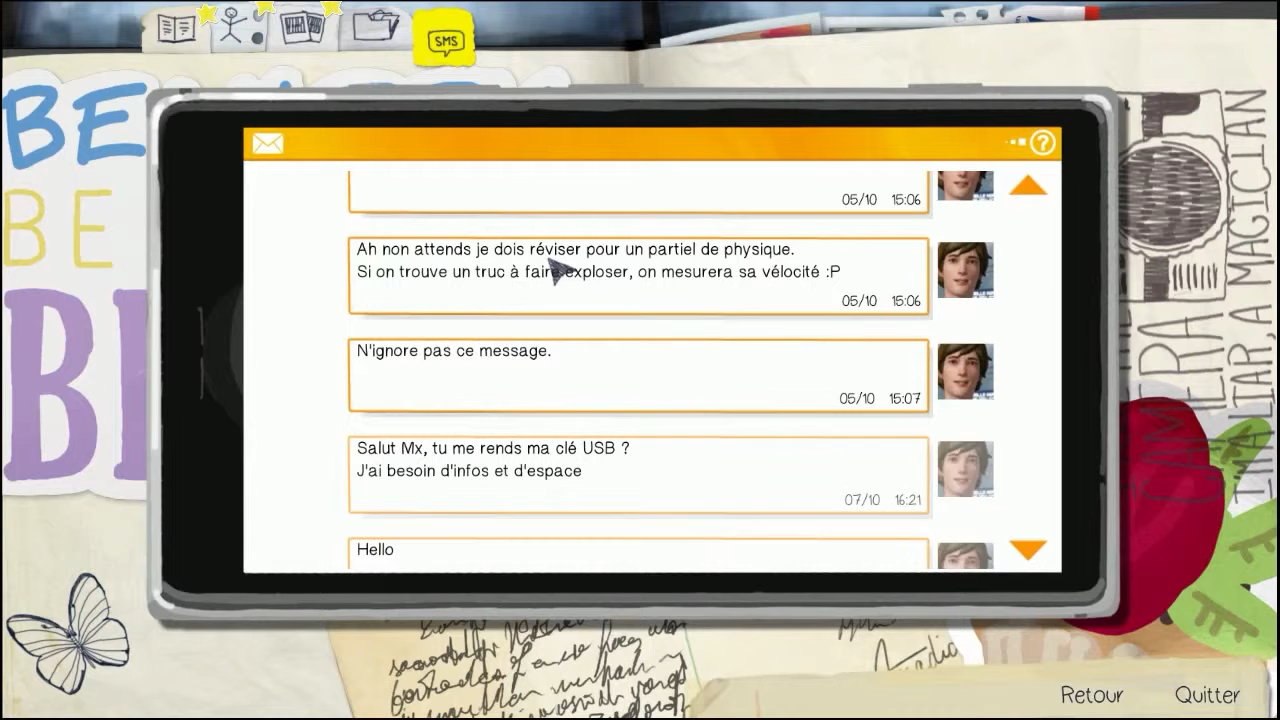 SMS
BE
BE
05/10 15:06
Ah non attends je dois réviser pour un partiel de physique.
Si on trouve un truc à faire exploser, on mesurera sa vélocité :P
05/10 15:06
N'ignore pas ce message.
05/10 15:07
Salut Mx, tu me rends ma clé USB ?
J'ai besoin d'infos et d'espace
07/10 16:21
Hello
LIAR, A MAGICIAN
Retour Quitter